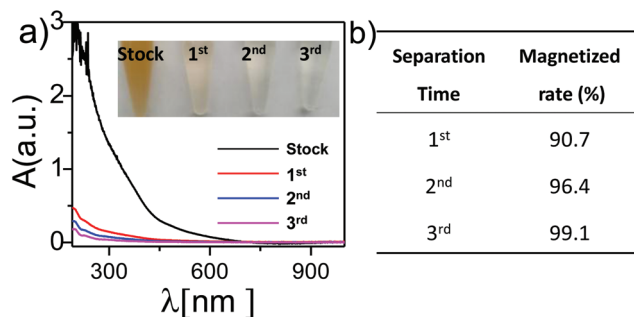 a)
3
2
1
0
A(a.u.)
Stock 1st 2nd 3rd
Stock
1st
2nd
3rd
300 600 900
λ[nm]
b)
Separation Time Magnetized rate (%)
1st 90.7
2nd 96.4
3rd 99.1